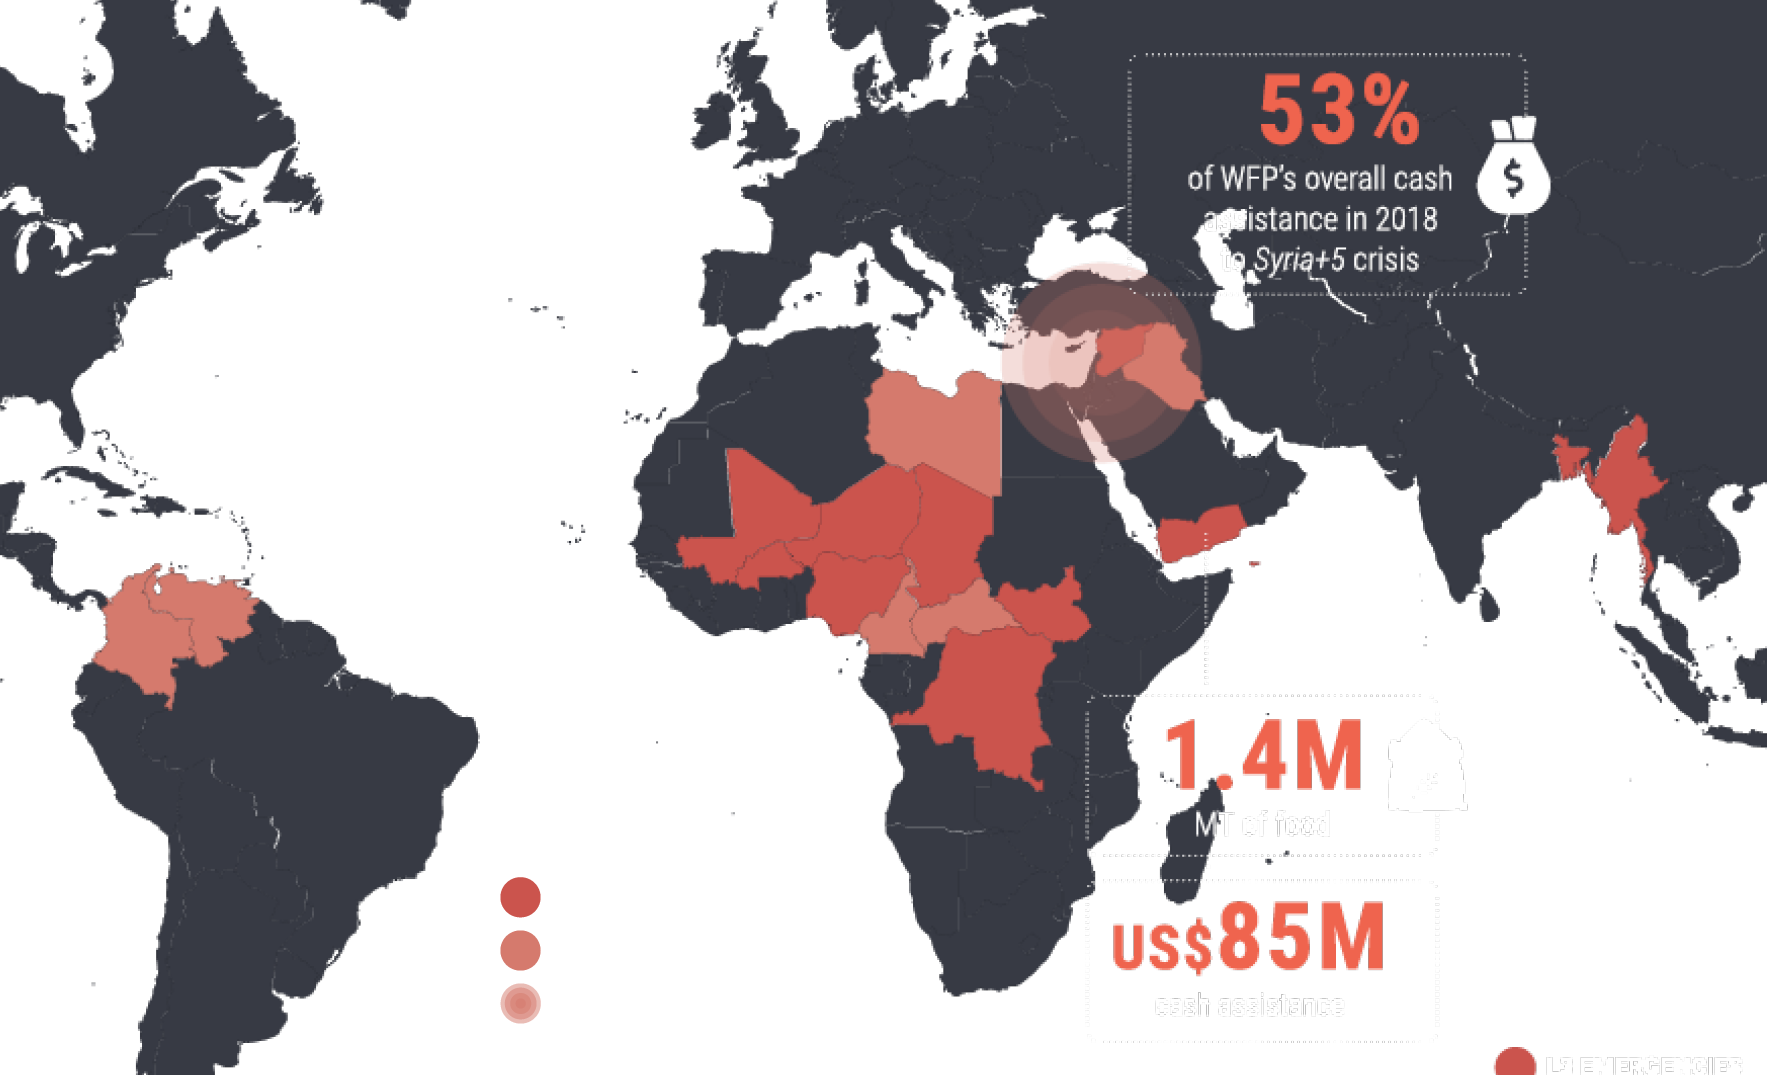 53%
of WFP's overall cash
assistance in 2018
to Syria+5 crisis
$
1.4M
MT of food
US$85M
cash assistance
EMERGENCIES